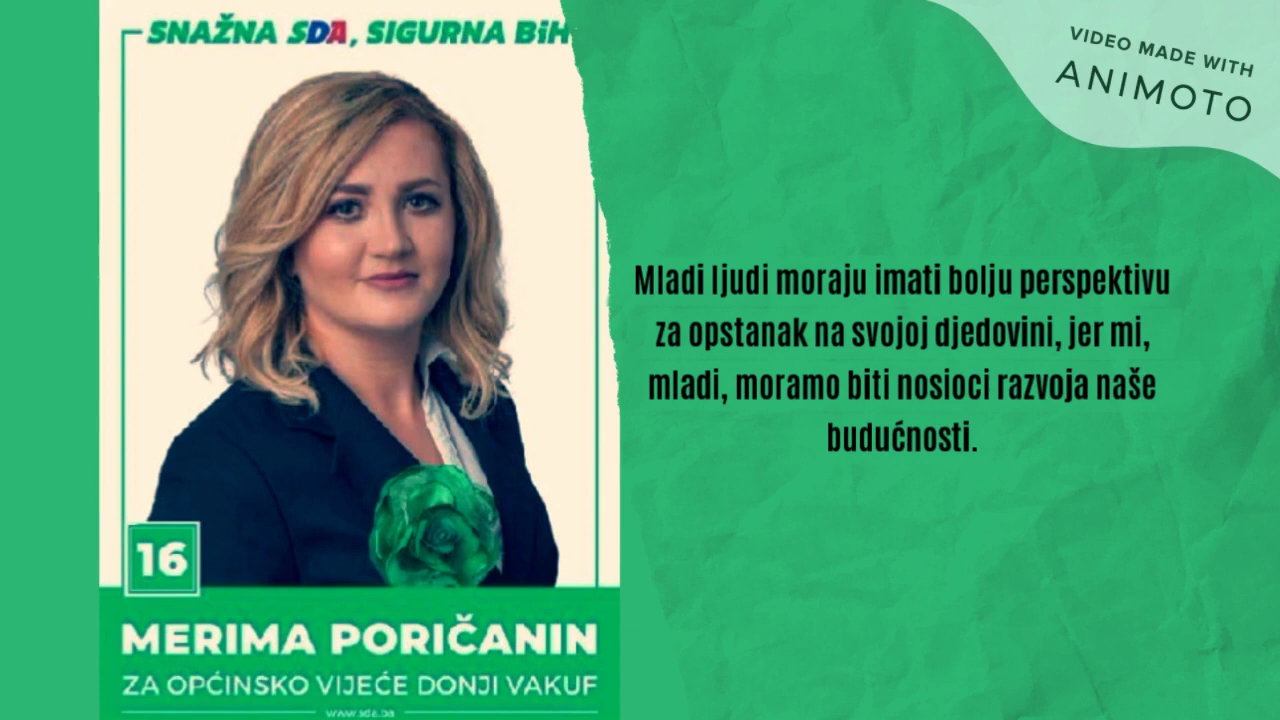 SNAŽNA SDA, SIGURNA BiH
16
MERIMA PORIČANIN
ZA OPĆINSKO VIJEĆE DONJI VAKUF
www.sda.ba
VIDEO MADE WITH
ANIMOTO
Mladi ljudi moraju imati bolju perspektivu
za opstanak na svojoj djedovini, jer mi,
mladi, moramo biti nosioci razvoja naše
budućnosti.